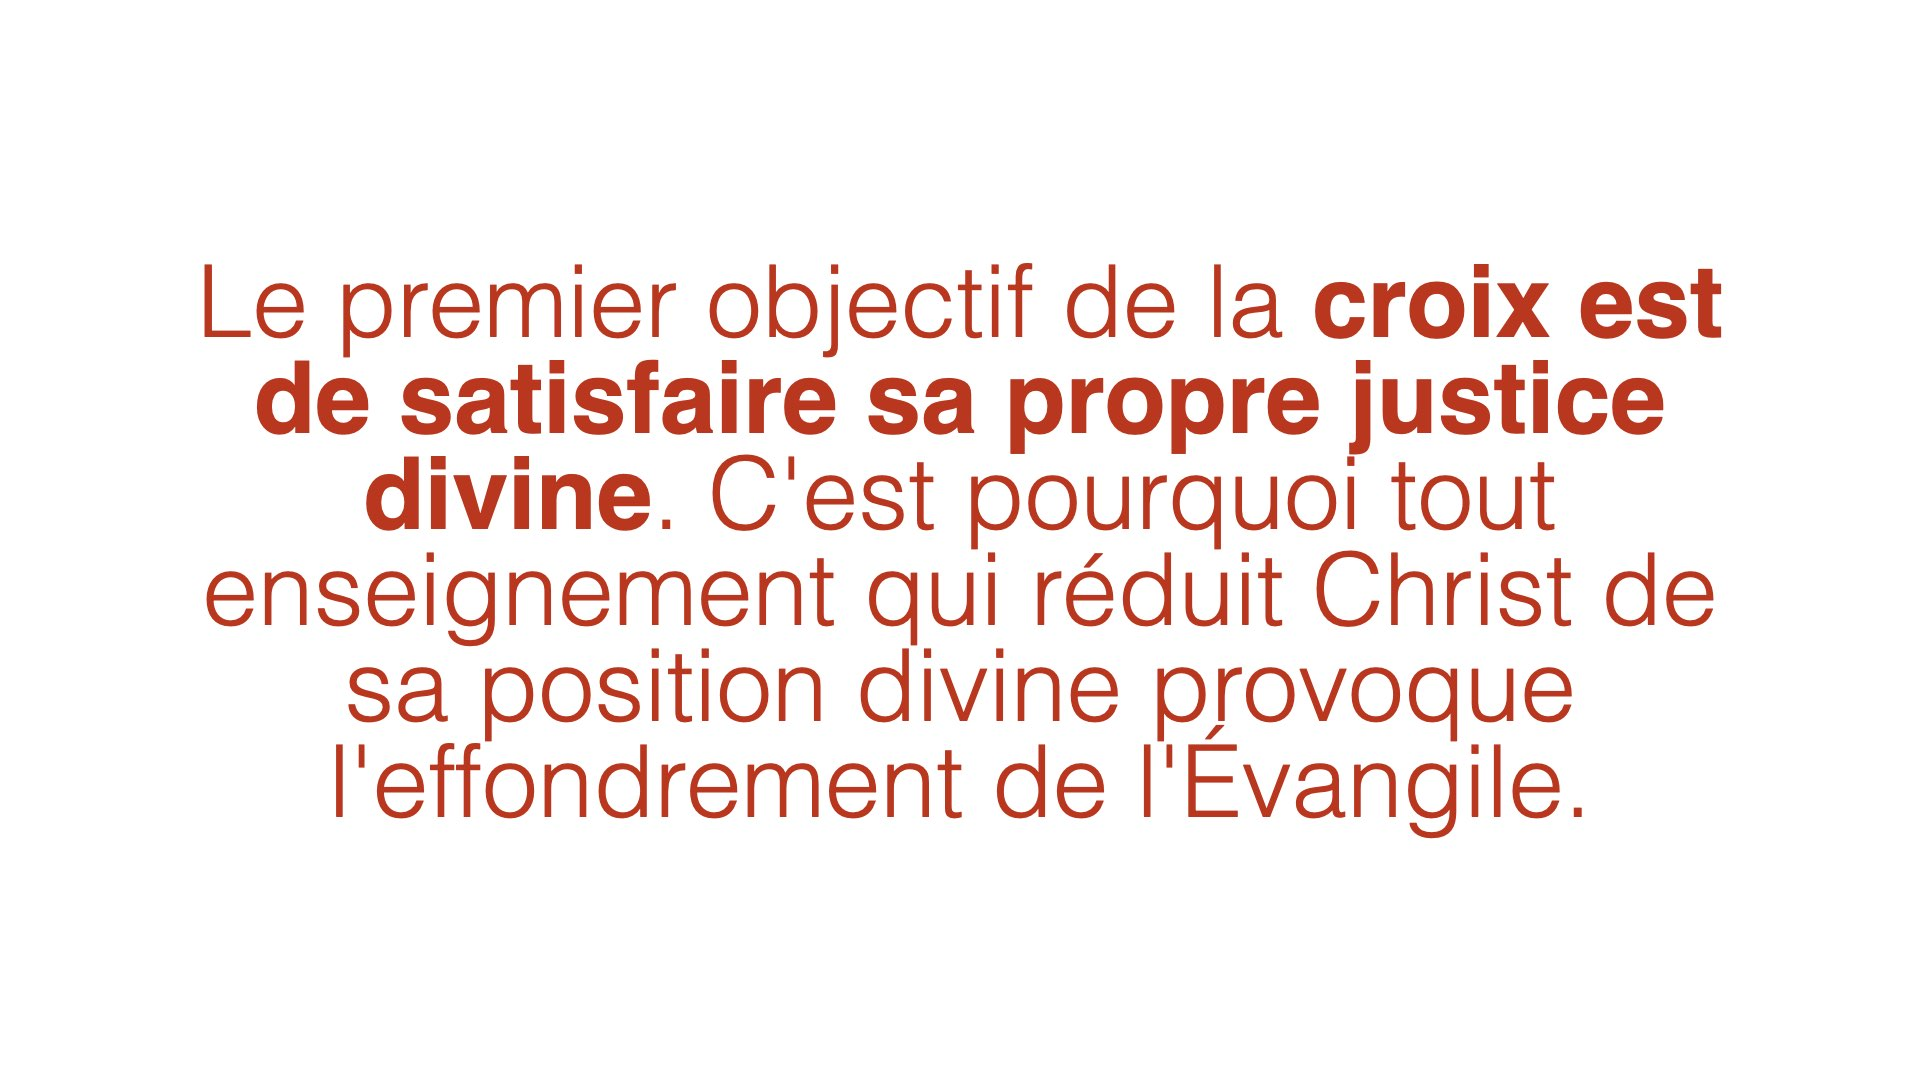 Le premier objectif de la croix est
de satisfaire sa propre justice
divine. C'est pourquoi tout
enseignement qui réduit Christ de
sa position divine provoque
l'effondrement de l'Évangile.